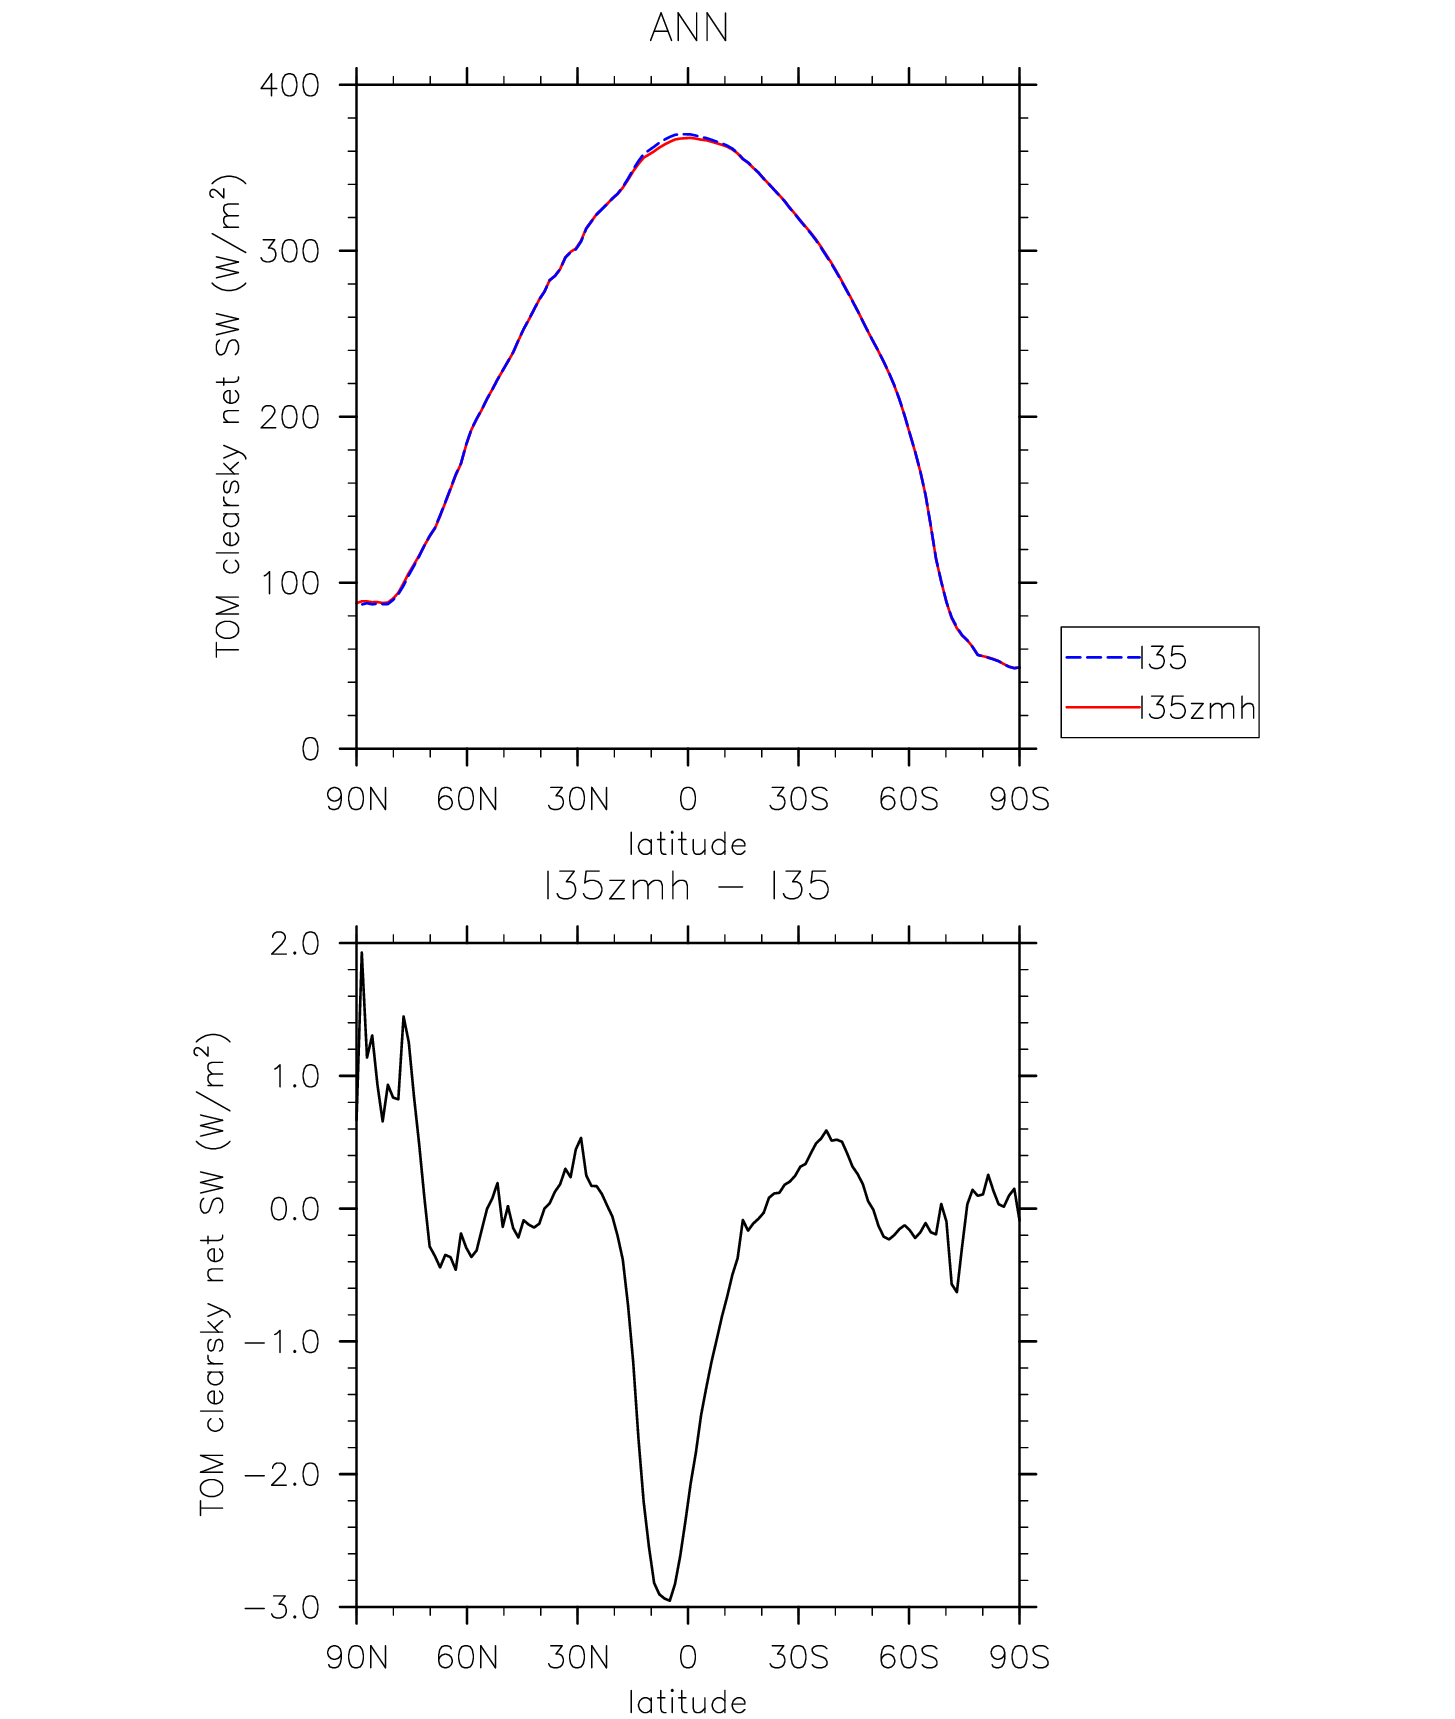 ANN
TOM clearsky net SW (W/m²)
400
300
200
100
0
90N 60N 30N 0 30S 60S 90S
latitude
I35
I35zmh
I35zmh − I35
TOM clearsky net SW (W/m²)
2.0
1.0
0.0
−1.0
−2.0
−3.0
90N 60N 30N 0 30S 60S 90S
latitude